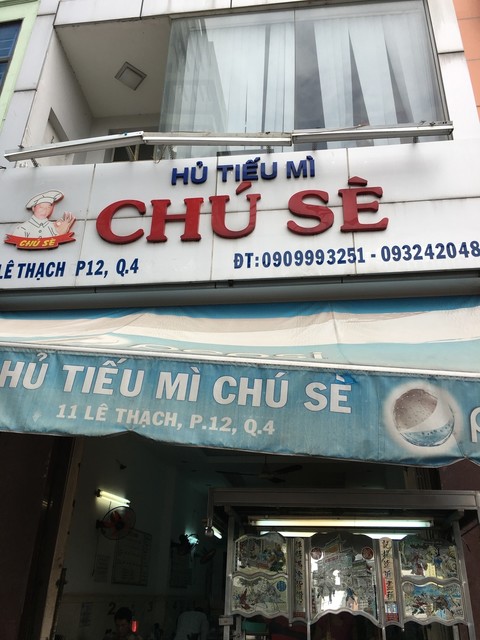 HỦ TIẾU MÌ
CHÚ SÈ
CHÚ SÈ
LÊ THẠCH P12, Q.4
ĐT:0909993251 - 093242048
HỦ TIẾU MÌ CHÚ SÈ
11 LÊ THẠCH, P.12, Q.4